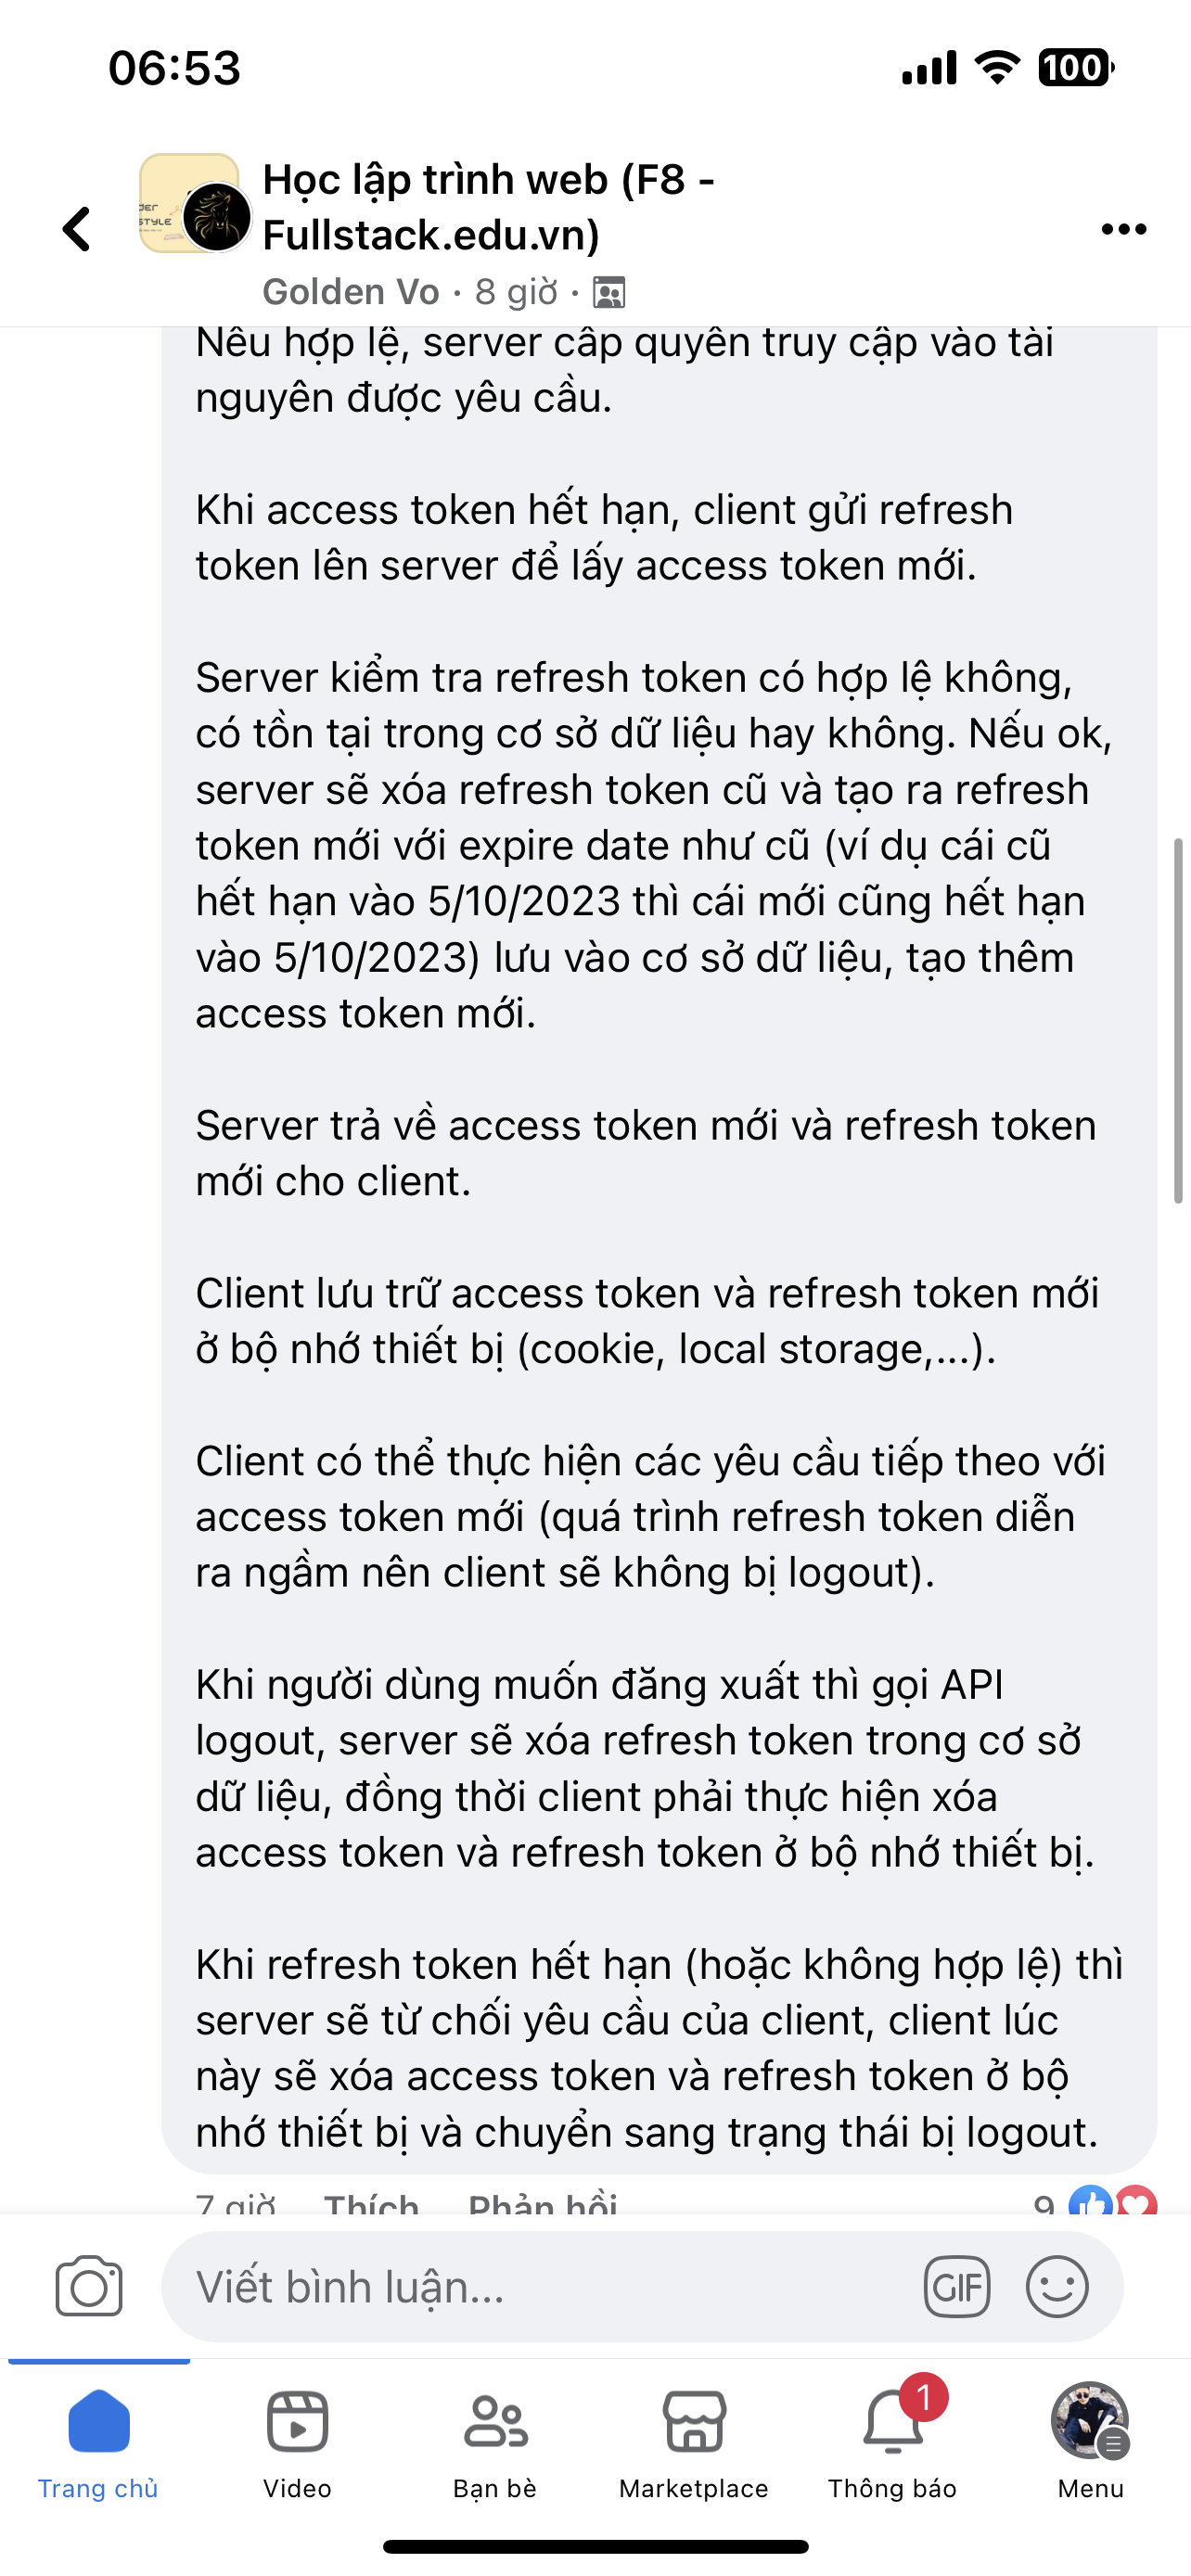 06:53
100
DER
STYLE
Học lập trình web (F8 -
Fullstack.edu.vn)
Golden Vo · 8 giờ ·
Nếu hợp lệ, server cấp quyền truy cập vào tài
nguyên được yêu cầu.
Khi access token hết hạn, client gửi refresh
token lên server để lấy access token mới.
Server kiểm tra refresh token có hợp lệ không,
có tồn tại trong cơ sở dữ liệu hay không. Nếu ok,
server sẽ xóa refresh token cũ và tạo ra refresh
token mới với expire date như cũ (ví dụ cái cũ
hết hạn vào 5/10/2023 thì cái mới cũng hết hạn
vào 5/10/2023) lưu vào cơ sở dữ liệu, tạo thêm
access token mới.
Server trả về access token mới và refresh token
mới cho client.
Client lưu trữ access token và refresh token mới
ở bộ nhớ thiết bị (cookie, local storage,...).
Client có thể thực hiện các yêu cầu tiếp theo với
access token mới (quá trình refresh token diễn
ra ngầm nên client sẽ không bị logout).
Khi người dùng muốn đăng xuất thì gọi API
logout, server sẽ xóa refresh token trong cơ sở
dữ liệu, đồng thời client phải thực hiện xóa
access token và refresh token ở bộ nhớ thiết bị.
Khi refresh token hết hạn (hoặc không hợp lệ) thì
server sẽ từ chối yêu cầu của client, client lúc
này sẽ xóa access token và refresh token ở bộ
nhớ thiết bị và chuyển sang trạng thái bị logout.
7 giờ Thích Phản hồi 9
Viết bình luận...
GIF
1
Trang chủ Video Bạn bè Marketplace Thông báo Menu